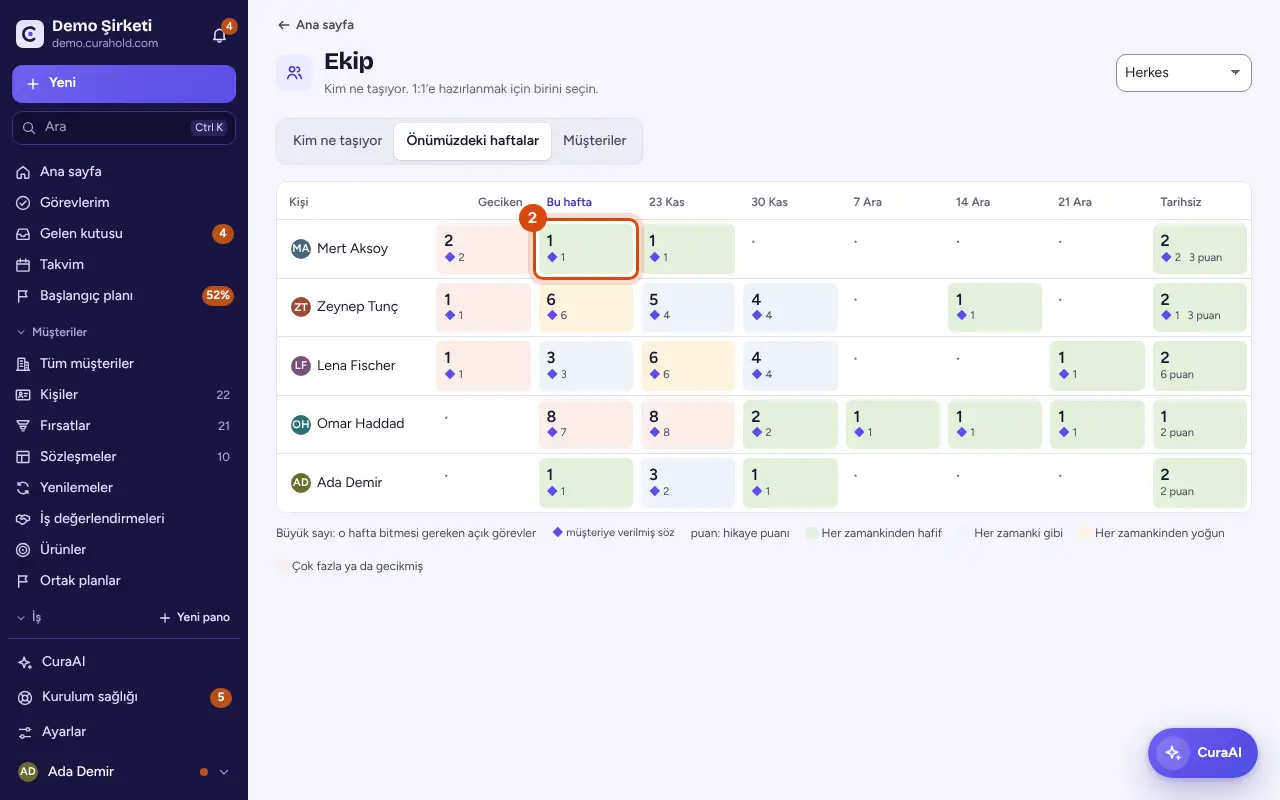 Demo Şirketi
demo.curahold.com
4
Yeni
Ara
Ctrl K
Ana sayfa
Görevlerim
Gelen kutusu 4
Takvim
Başlangıç planı 52%
Müşteriler
Tüm müşteriler
Kişiler 22
Fırsatlar 21
Sözleşmeler 10
Yenilemeler
İş değerlendirmeleri
Ürünler
Ortak planlar
İş
Yeni pano
CuraAI
Kurulum sağlığı 5
Ayarlar
AD Ada Demir
← Ana sayfa
Ekip
Kim ne taşıyor. 1:1'e hazırlanmak için birini seçin.
Herkes
Kim ne taşıyor
Önümüzdeki haftalar
Müşteriler
Kişi Geciken Bu hafta 23 Kas 30 Kas 7 Ara 14 Ara 21 Ara Tarihsiz
2
MA Mert Aksoy
2 1 1 · · · · 2
2 1 1 2 3 puan
ZT Zeynep Tunç
1 6 5 4 · 1 · 2
1 6 4 4 1 1 3 puan
LF Lena Fischer
1 3 6 4 · · 1 2
1 3 6 4 1 6 puan
OH Omar Haddad
· 8 8 2 1 1 1 1
7 8 2 1 1 1 2 puan
AD Ada Demir
· 1 3 1 · · · 2
1 2 1 2 puan
Büyük sayı: o hafta bitmesi gereken açık görevler
müşteriye verilmiş söz
puan: hikaye puanı
Her zamankinden hafif
Her zamanki gibi
Her zamankinden yoğun
Çok fazla ya da gecikmiş
CuraAI